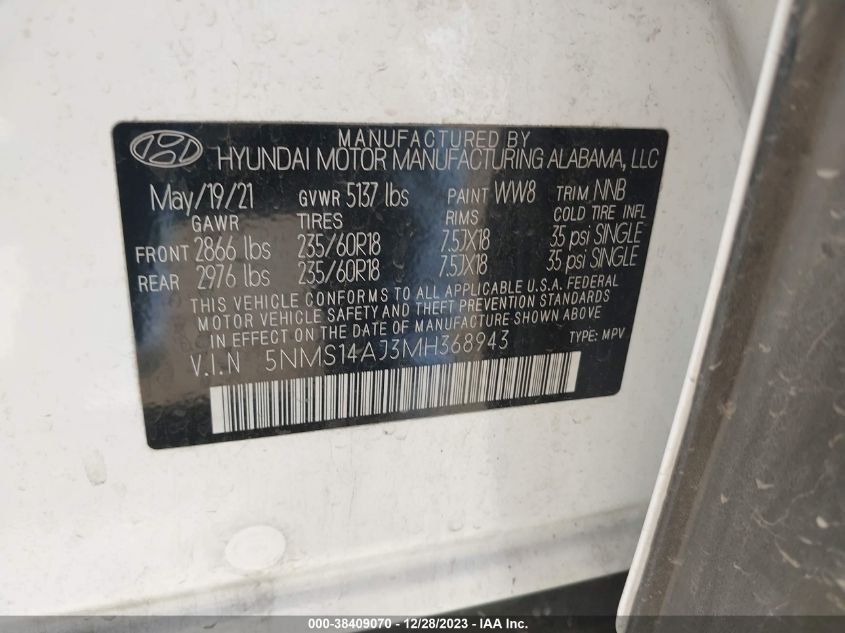 MANUFACTURED BY
HYUNDAI MOTOR MANUFACTURING ALABAMA, LLC
May/19/21 GVWR 5137 lbs PAINT WW8 TRIM NNB
GAWR TIRES RIMS COLD TIRE INFL
FRONT 2866 lbs 235/60R18 7.5JX18 35 psi SINGLE
REAR 2976 lbs 235/60R18 7.5JX18 35 psi SINGLE
THIS VEHICLE CONFORMS TO ALL APPLICABLE U.S.A. FEDERAL
MOTOR VEHICLE SAFETY AND THEFT PREVENTION STANDARDS
IN EFFECT ON THE DATE OF MANUFACTURE SHOWN ABOVE
V.I.N 5NMS14AJ3MH368943 TYPE: MPV
000-38409070 - 12/28/2023 - IAA Inc.